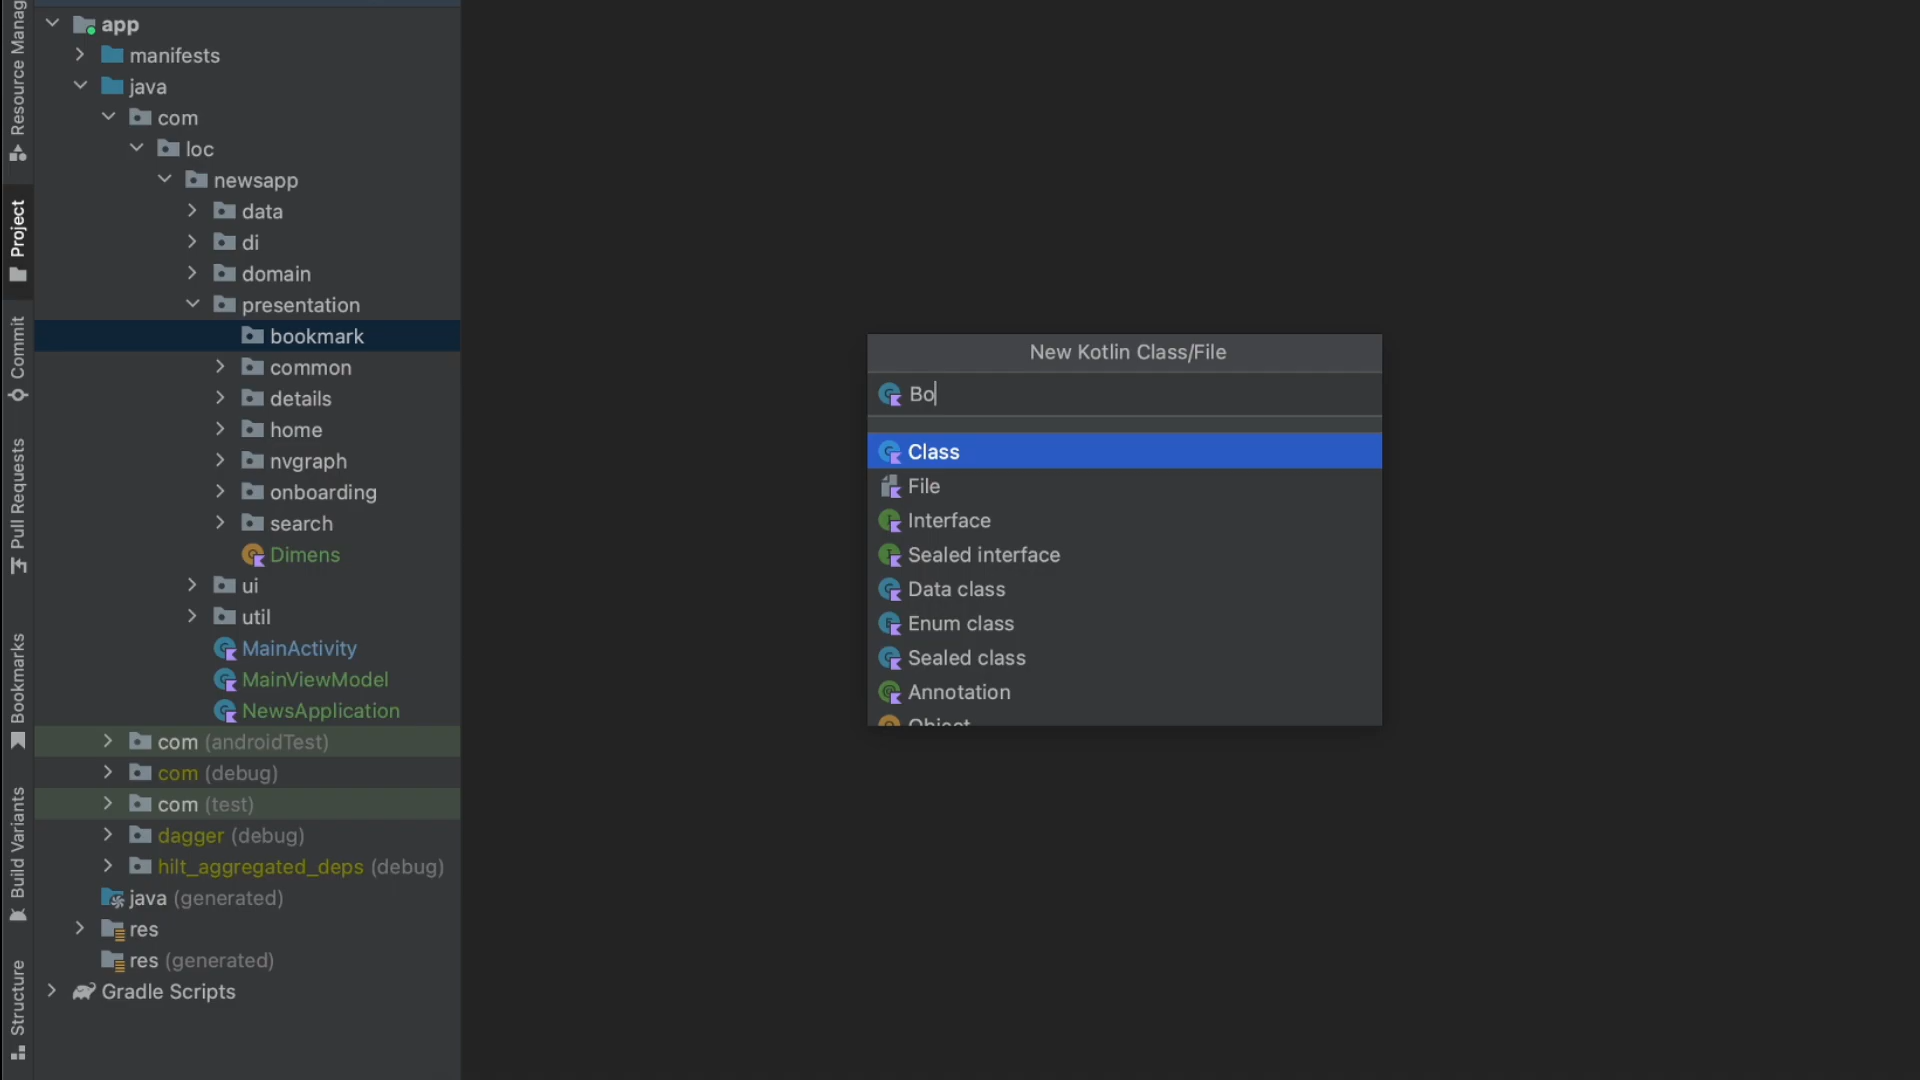 Resource Manag
Project
Commit
Pull Requests
Bookmarks
Build Variants
Structure
app
manifests
java
com
loc
newsapp
data
di
domain
presentation
bookmark
common
details
home
nvgraph
onboarding
search
Dimens
ui
util
MainActivity
MainViewModel
NewsApplication
com (androidTest)
com (debug)
com (test)
dagger (debug)
hilt_aggregated_deps (debug)
java (generated)
res
res (generated)
Gradle Scripts
New Kotlin Class/File
Bo
Class
File
Interface
Sealed interface
Data class
Enum class
Sealed class
Annotation
Object